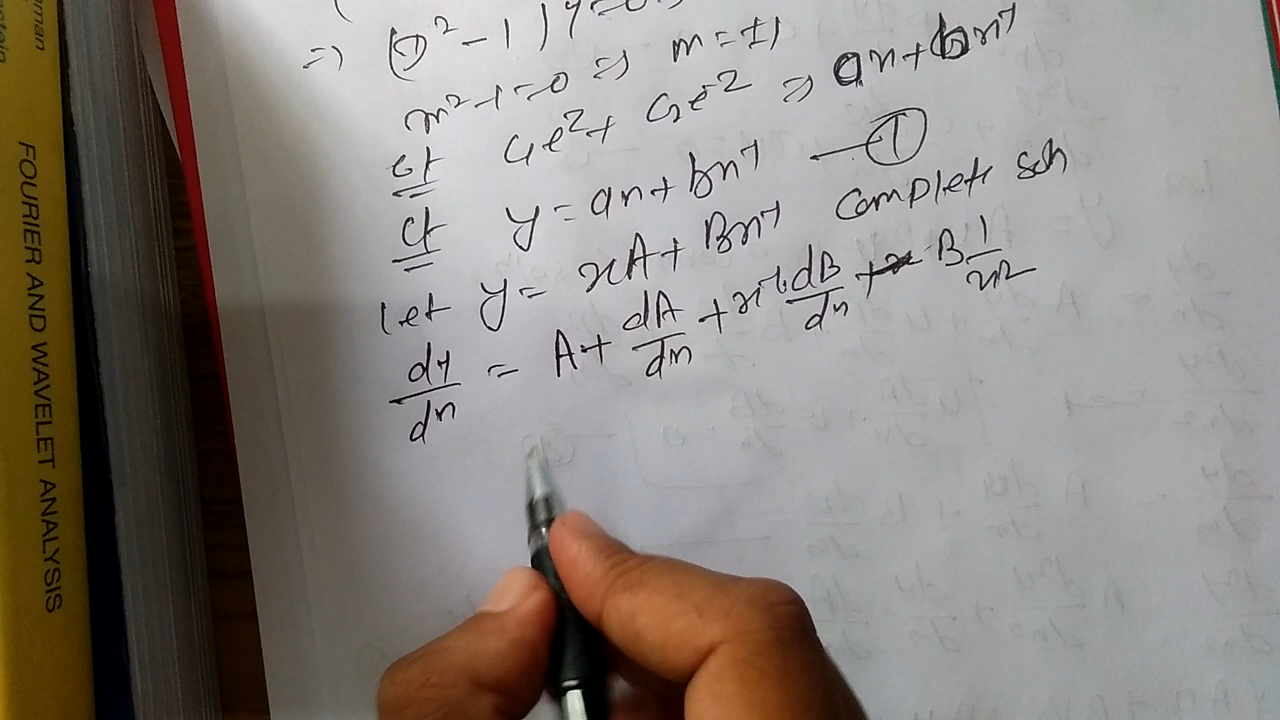 => (D² - 1) y = 0
m² - 1 = 0 => m = ±1
CF C₁e^z + C₂e^-z => ax + bx⁻¹
CF y = ax + bx⁻¹ — ①
let y = xA + Bx⁻¹ complete soln
dy/dx = A + dA/dx + x⁻¹ dB/dx + - B 1/x²
FOURIER AND WAVELET ANALYSIS